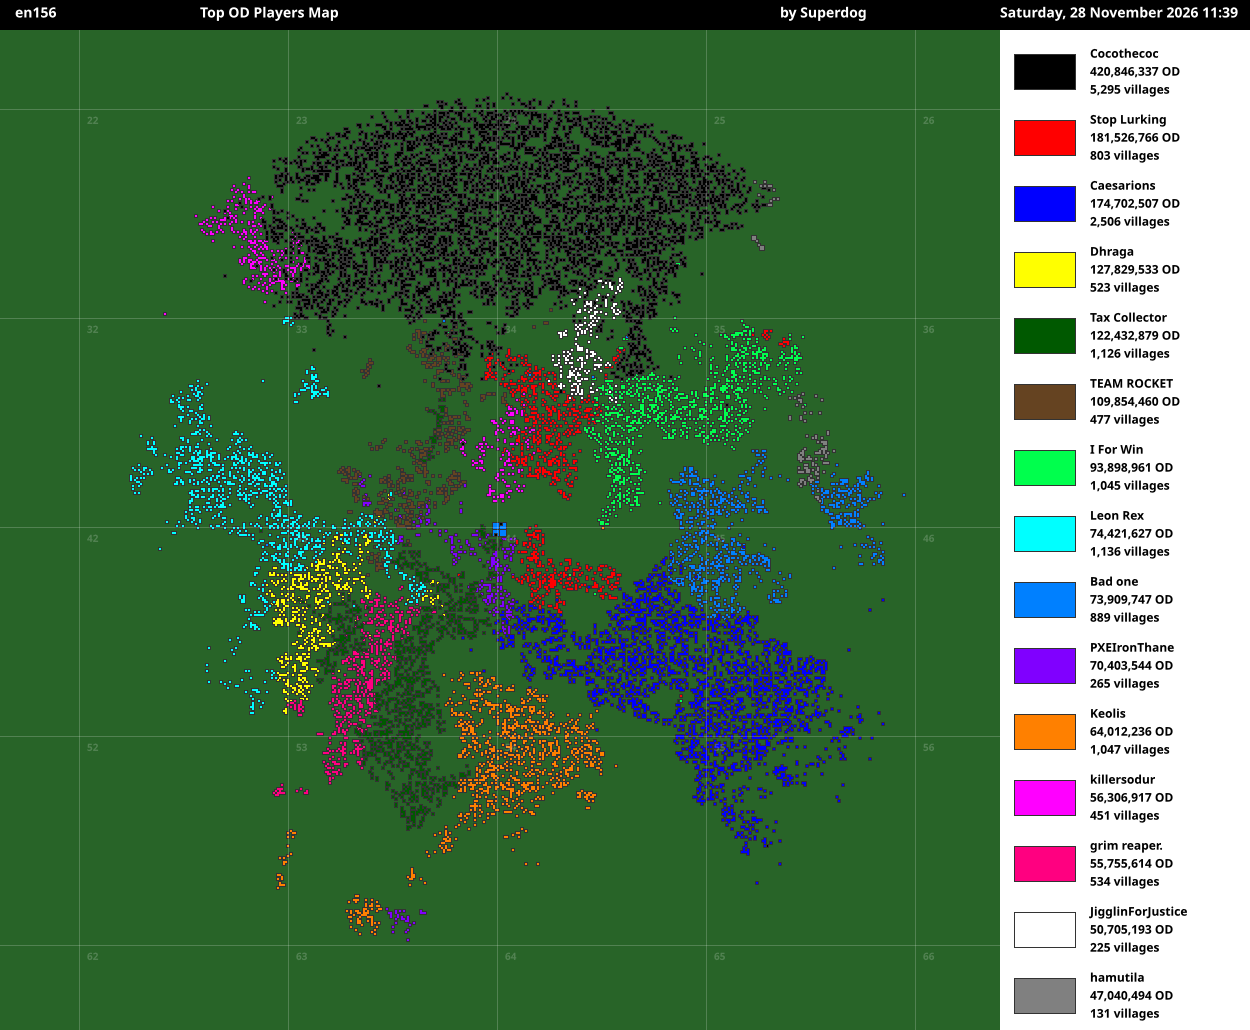 en156 Top OD Players Map by Superdog Saturday, 28 November 2026 11:39
22 23 25 26
32 33 34 35 36
42 46
52 53 56
62 63 64 65 66
Cocothecoc
420,846,337 OD
5,295 villages
Stop Lurking
181,526,766 OD
803 villages
Caesarions
174,702,507 OD
2,506 villages
Dhraga
127,829,533 OD
523 villages
Tax Collector
122,432,879 OD
1,126 villages
TEAM ROCKET
109,854,460 OD
477 villages
I For Win
93,898,961 OD
1,045 villages
Leon Rex
74,421,627 OD
1,136 villages
Bad one
73,909,747 OD
889 villages
PXEIronThane
70,403,544 OD
265 villages
Keolis
64,012,236 OD
1,047 villages
killersodur
56,306,917 OD
451 villages
grim reaper.
55,755,614 OD
534 villages
JigglinForJustice
50,705,193 OD
225 villages
hamutila
47,040,494 OD
131 villages